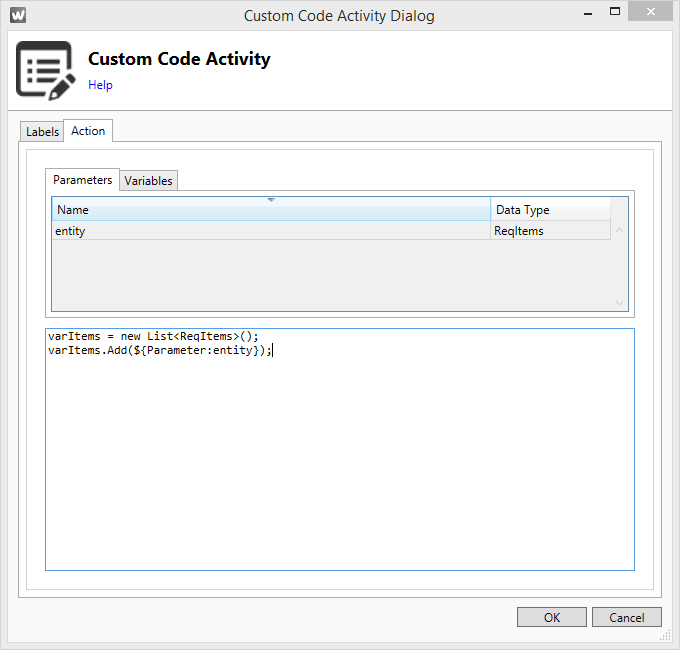 W
Custom Code Activity Dialog
Custom Code Activity
Help
Labels Action
Parameters Variables
Name Data Type
entity ReqItems
varItems = new List<ReqItems>();
varItems.Add(${Parameter:entity});
OK Cancel